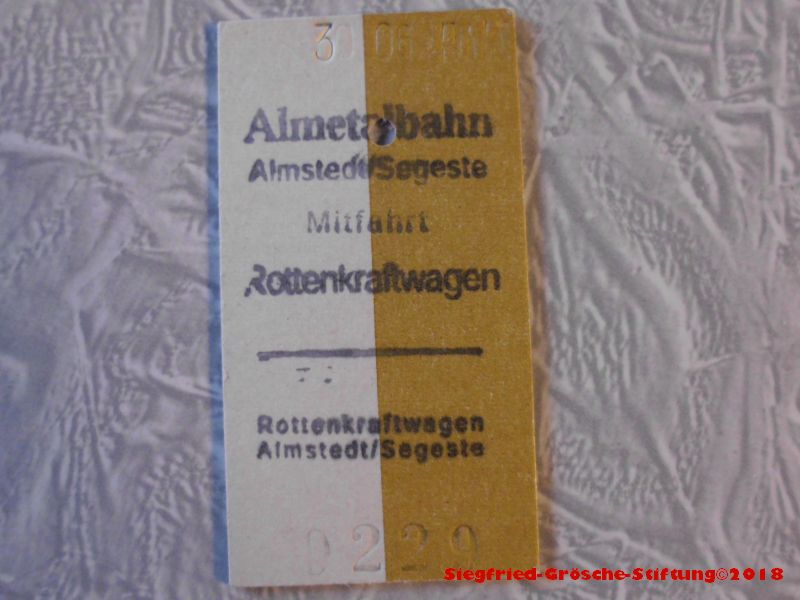 Almetalbahn
Almstedt/Segeste
Mitfahrt
Rottenkraftwagen
Rottenkraftwagen
Almstedt/Segeste
0229
Siegfried-Grösche-Stiftung©2018